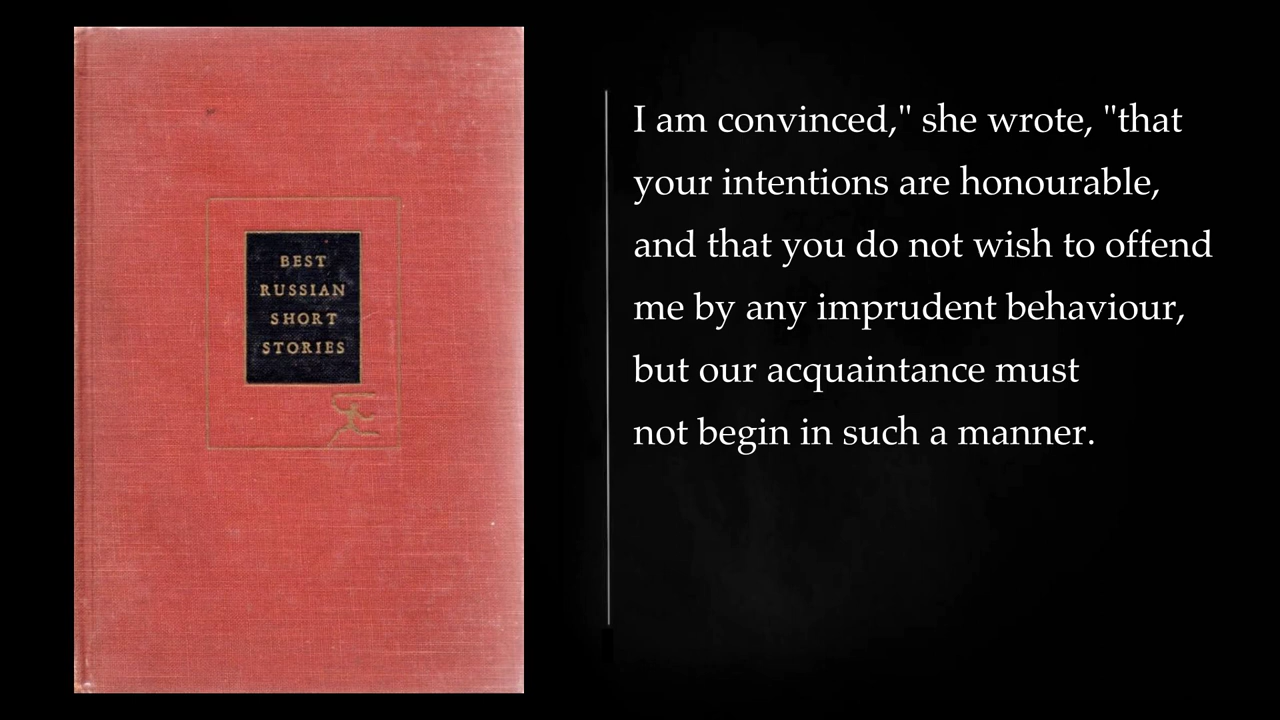 BEST
RUSSIAN
SHORT
STORIES
I am convinced," she wrote, "that
your intentions are honourable,
and that you do not wish to offend
me by any imprudent behaviour,
but our acquaintance must
not begin in such a manner.